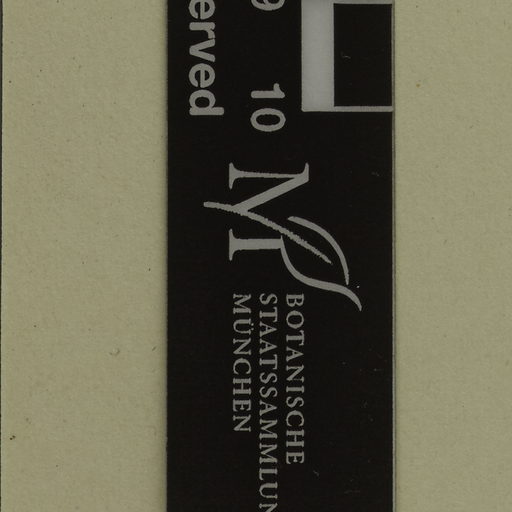 erved
9 10
M
BOTANISCHE
STAATSSAMMLUN
MÜNCHEN